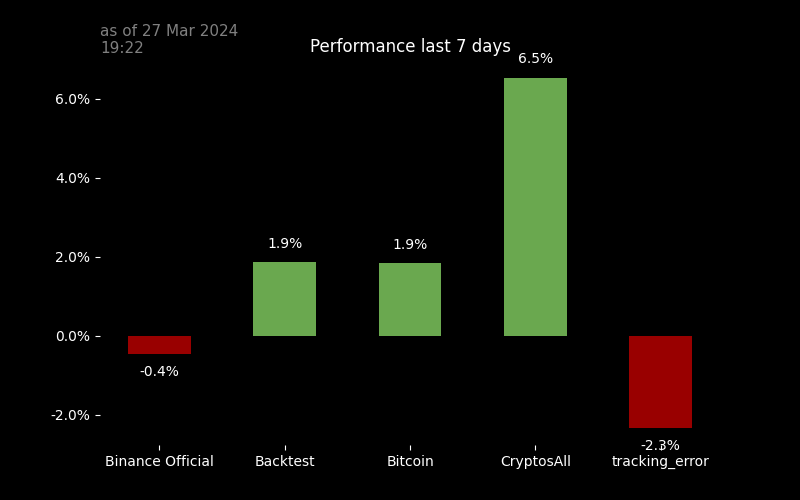 as of 27 Mar 2024
19:22
Performance last 7 days
6.5%
6.0%
4.0%
2.0%
0.0%
-2.0%
1.9%
1.9%
-0.4%
-2.3%
Binance Official
Backtest
Bitcoin
CryptosAll
tracking_error